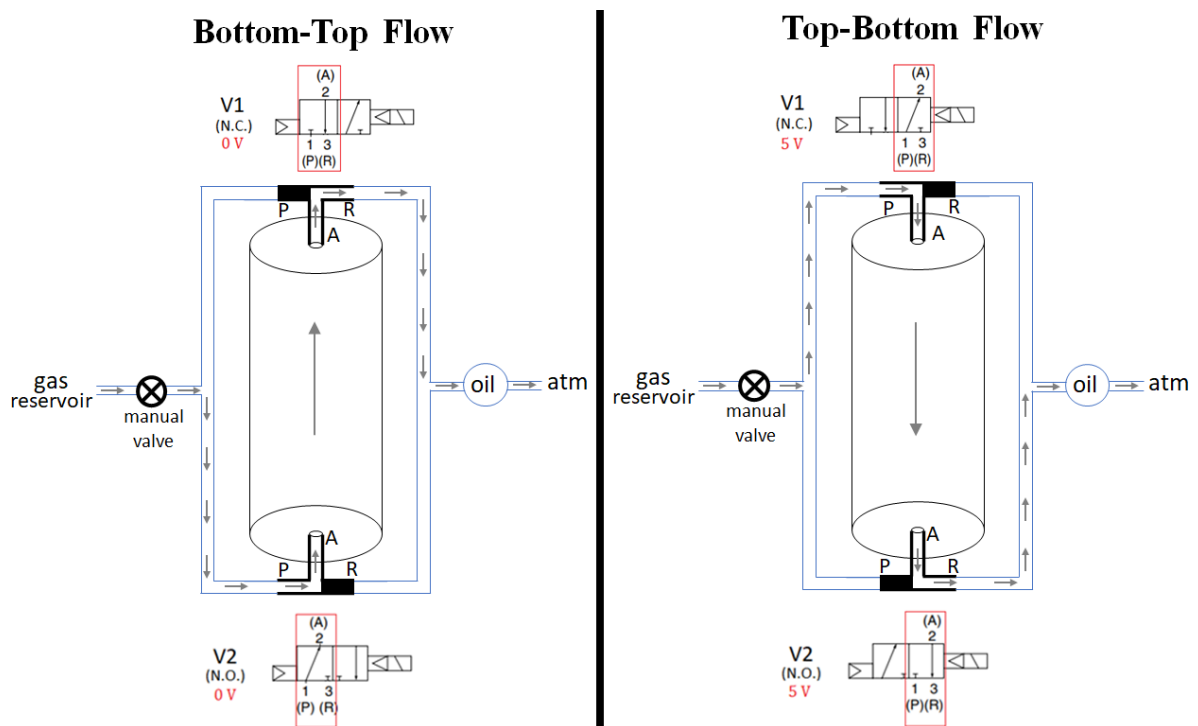 Bottom-Top Flow
(A)
2
V1
(N.C.)
0 V
1 3
(P)(R)
P R
A
gas
reservoir
manual
valve
oil
atm
A
P R
(A)
2
V2
(N.O.)
0 V
1 3
(P) (R)
Top-Bottom Flow
(A)
2
V1
(N.C.)
5 V
1 3
(P)(R)
P R
A
gas
reservoir
manual
valve
oil
atm
A
P R
(A)
2
V2
(N.O.)
5 V
1 3
(P)(R)